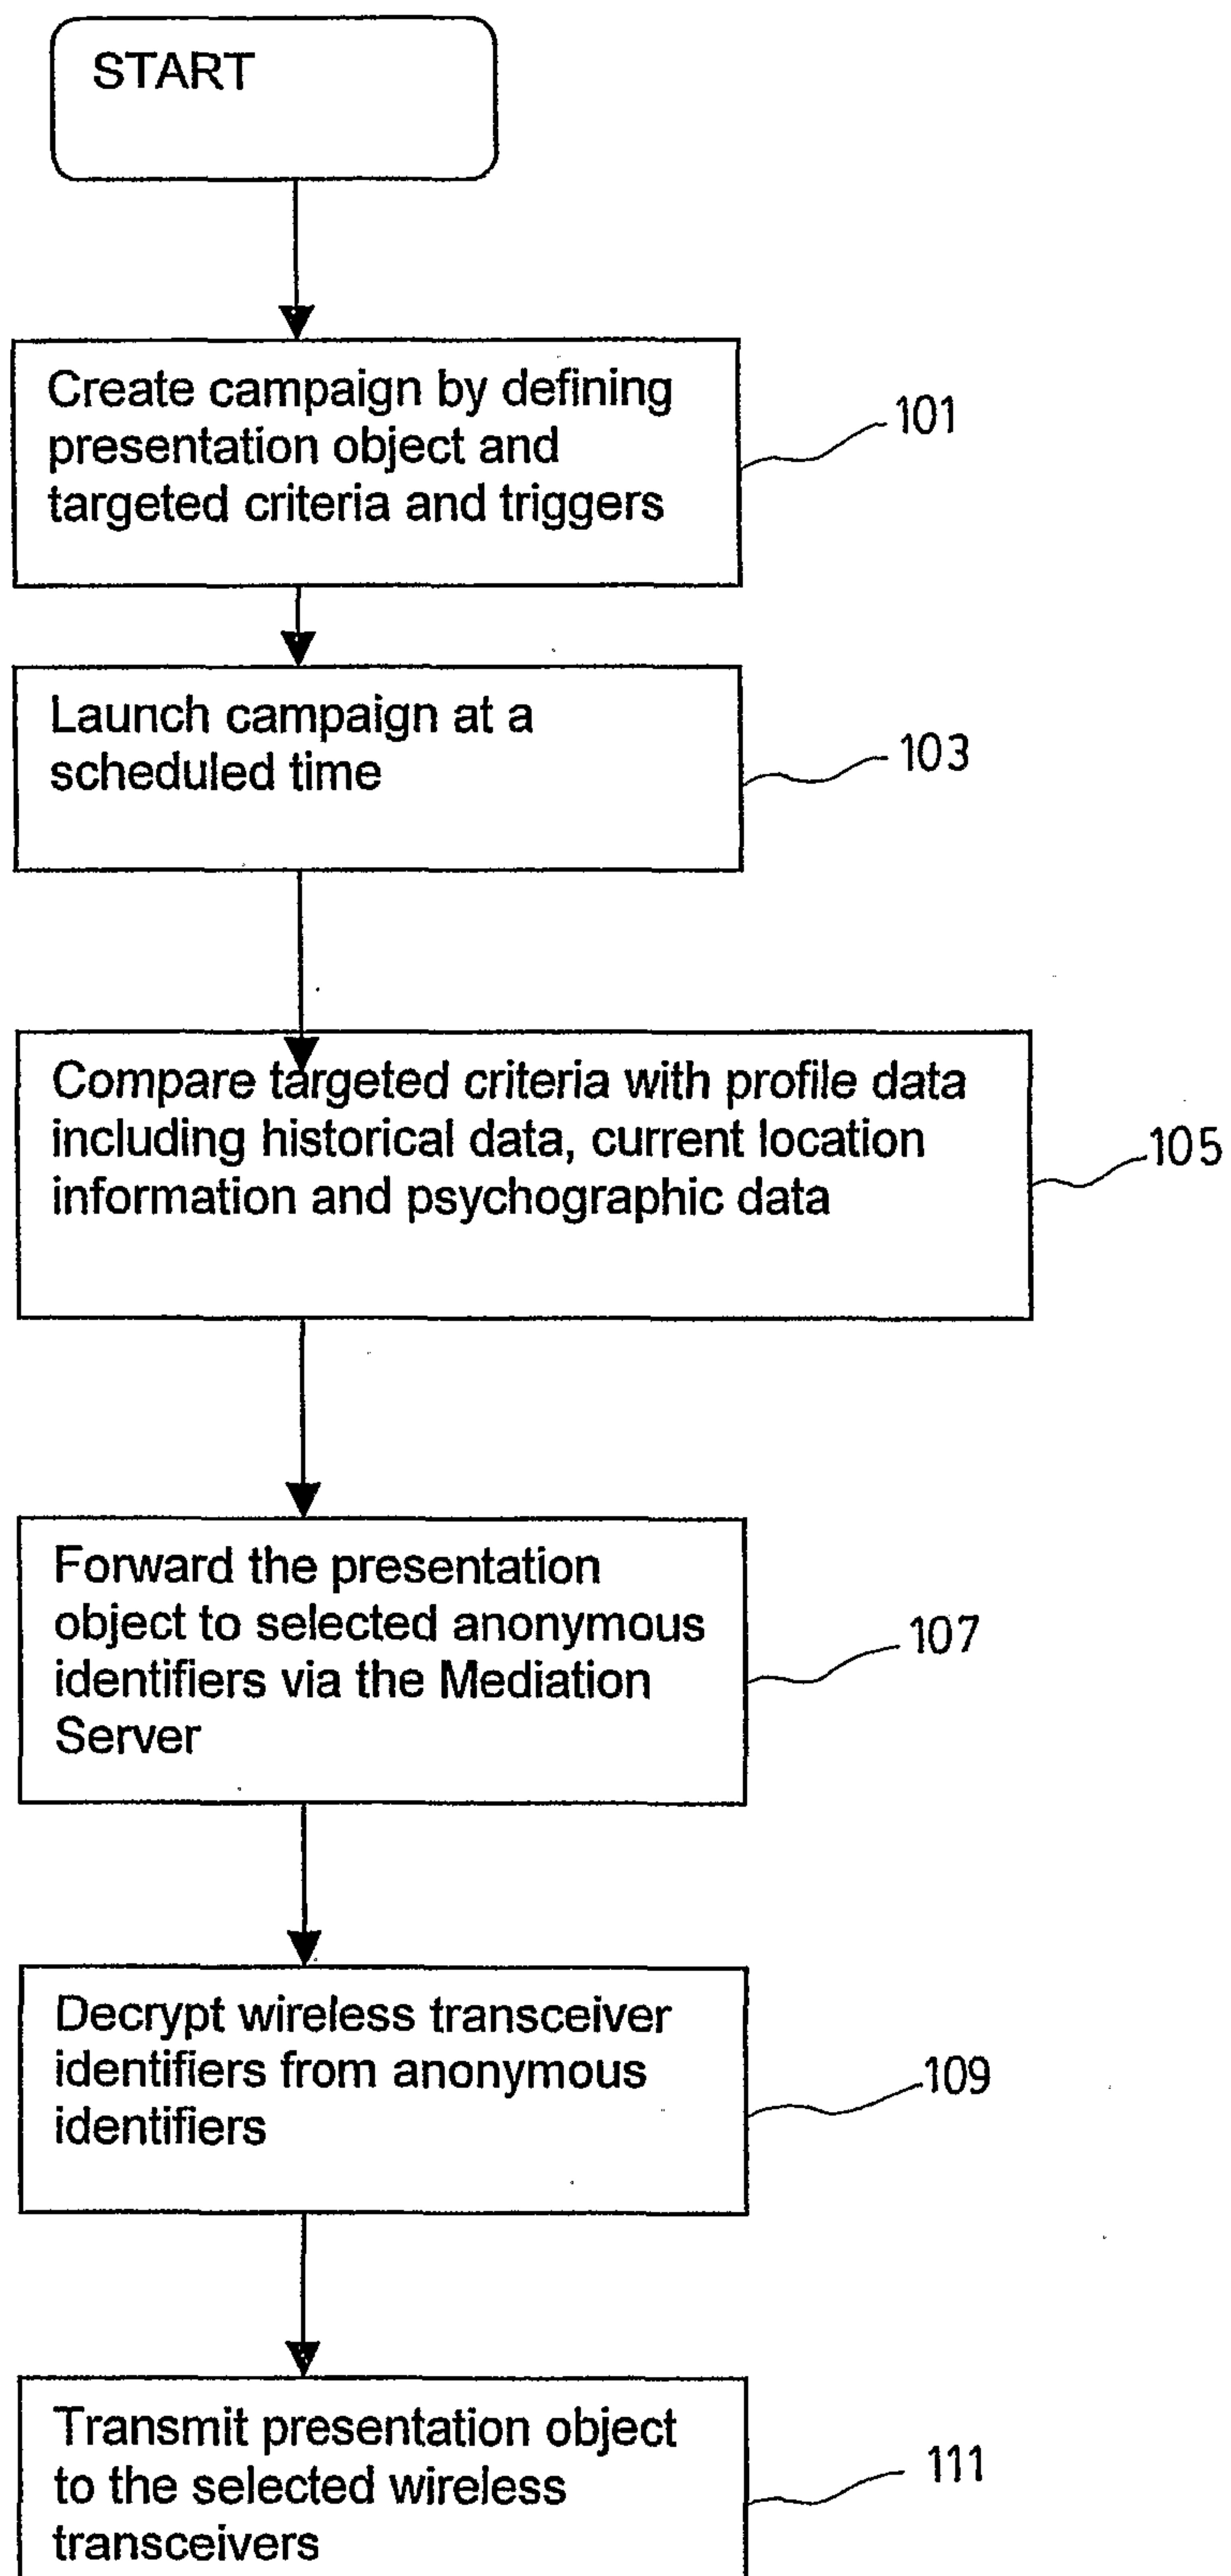 START
Create campaign by defining
presentation object and
targeted criteria and triggers
101
Launch campaign at a
scheduled time
103
Compare targeted criteria with profile data
including historical data, current location
information and psychographic data
105
Forward the presentation
object to selected anonymous
identifiers via the Mediation
Server
107
Decrypt wireless transceiver
identifiers from anonymous
identifiers
109
Transmit presentation object
to the selected wireless
transceivers
111